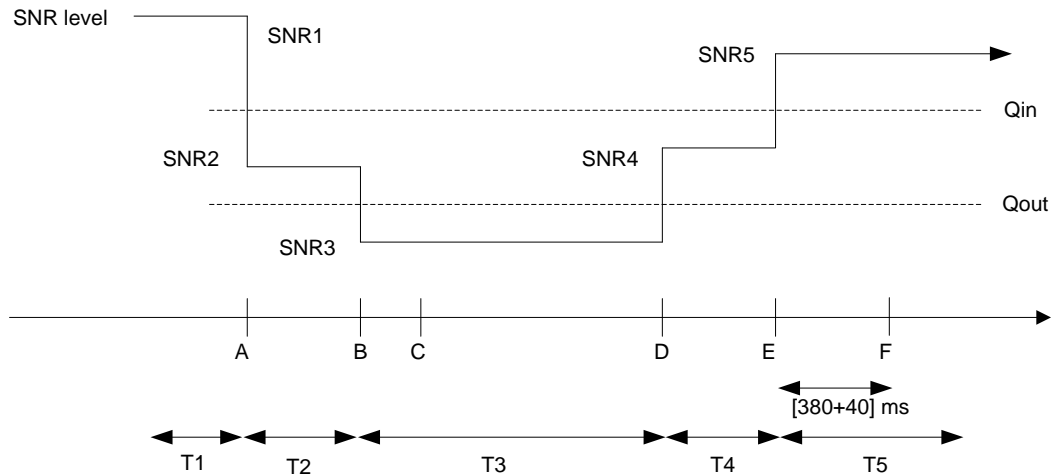 SNR level
SNR1
SNR5
Qin
SNR2
SNR4
Qout
SNR3
A B C D E F
[380+40] ms
T1 T2 T3 T4 T5